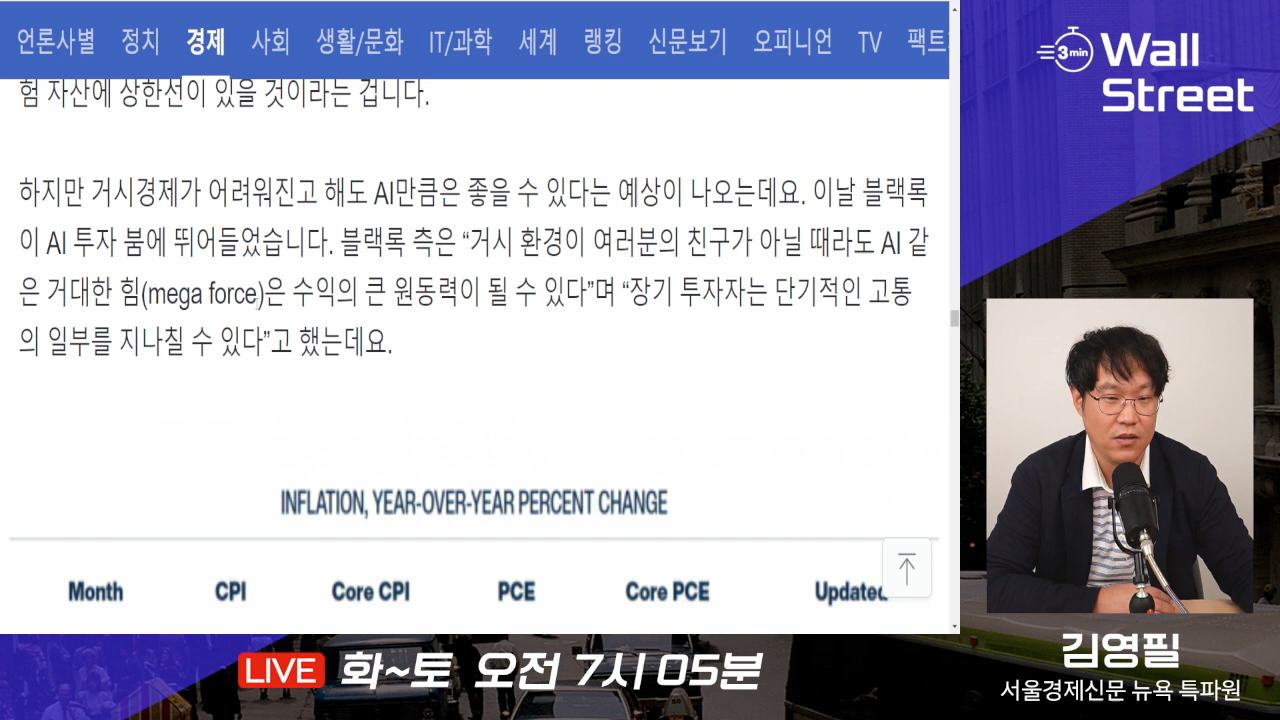 언론사별 정치 경제 사회 생활/문화 IT/과학 세계 랭킹 신문보기 오피니언 TV 팩트
험 자산에 상한선이 있을 것이라는 겁니다.
하지만 거시경제가 어려워진고 해도 AI만큼은 좋을 수 있다는 예상이 나오는데요. 이날 블랙록
이 AI 투자 붐에 뛰어들었습니다. 블랙록 측은 “거시 환경이 여러분의 친구가 아닐 때라도 AI 같
은 거대한 힘(mega force)은 수익의 큰 원동력이 될 수 있다”며 “장기 투자자는 단기적인 고통
의 일부를 지나칠 수 있다”고 했는데요.
INFLATION, YEAR-OVER-YEAR PERCENT CHANGE
Month CPI Core CPI PCE Core PCE Updated
3min Wall
Street
김영필
서울경제신문 뉴욕 특파원
LIVE 화~토 오전 7시 05분